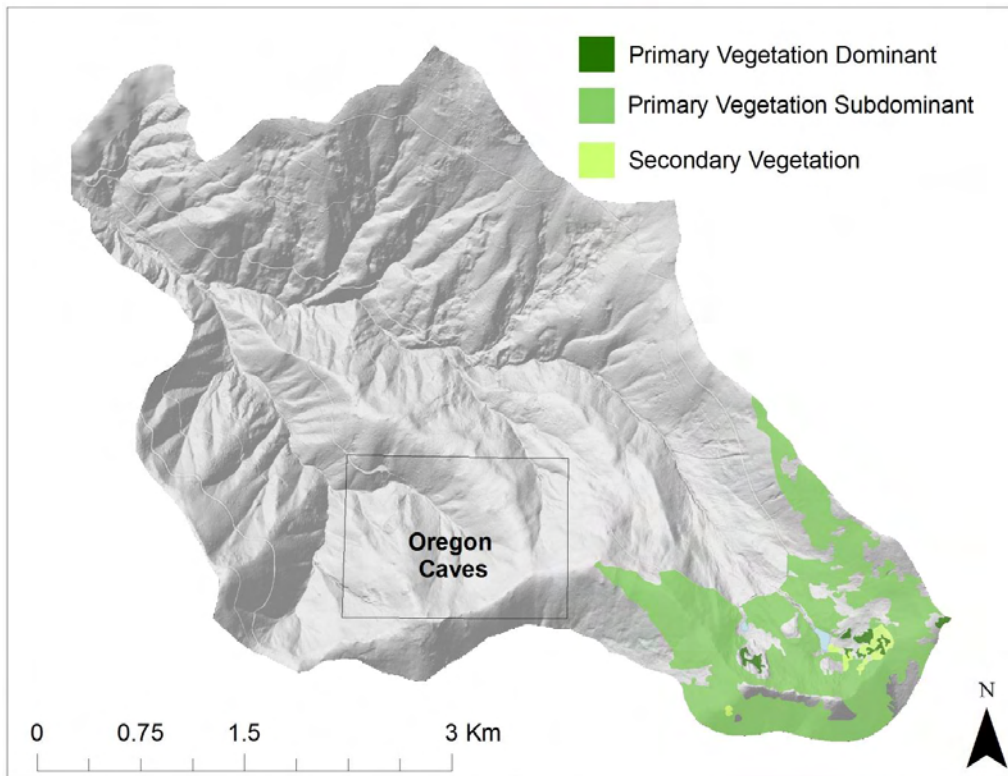 Primary Vegetation Dominant
Primary Vegetation Subdominant
Secondary Vegetation
Oregon
Caves
N
0 0.75 1.5 3 Km